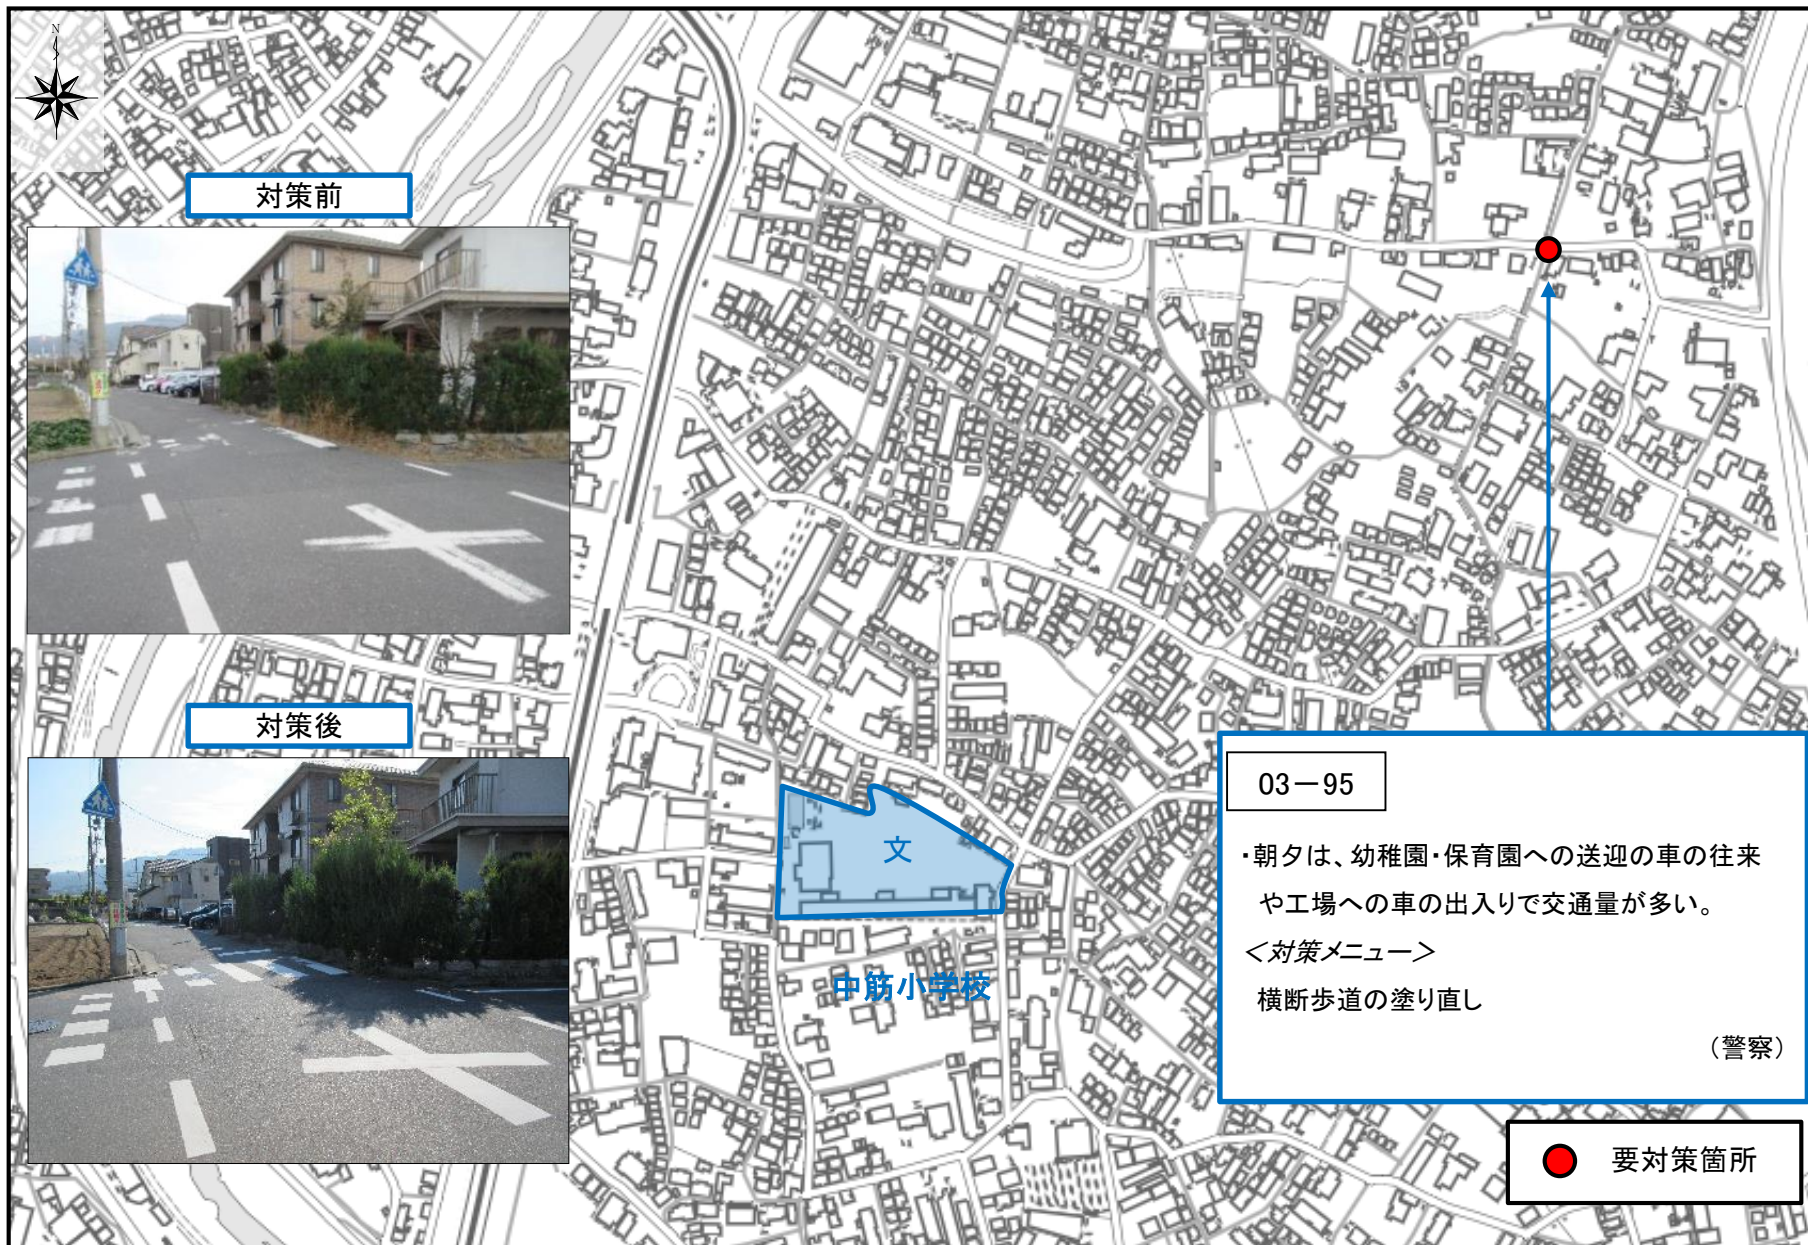 N
対策前
対策後
文
中筋小学校
03－95
・朝夕は、幼稚園・保育園への送迎の車の往来
や工場への車の出入りで交通量が多い。
＜対策メニュー＞
横断歩道の塗り直し
（警察）
要対策箇所